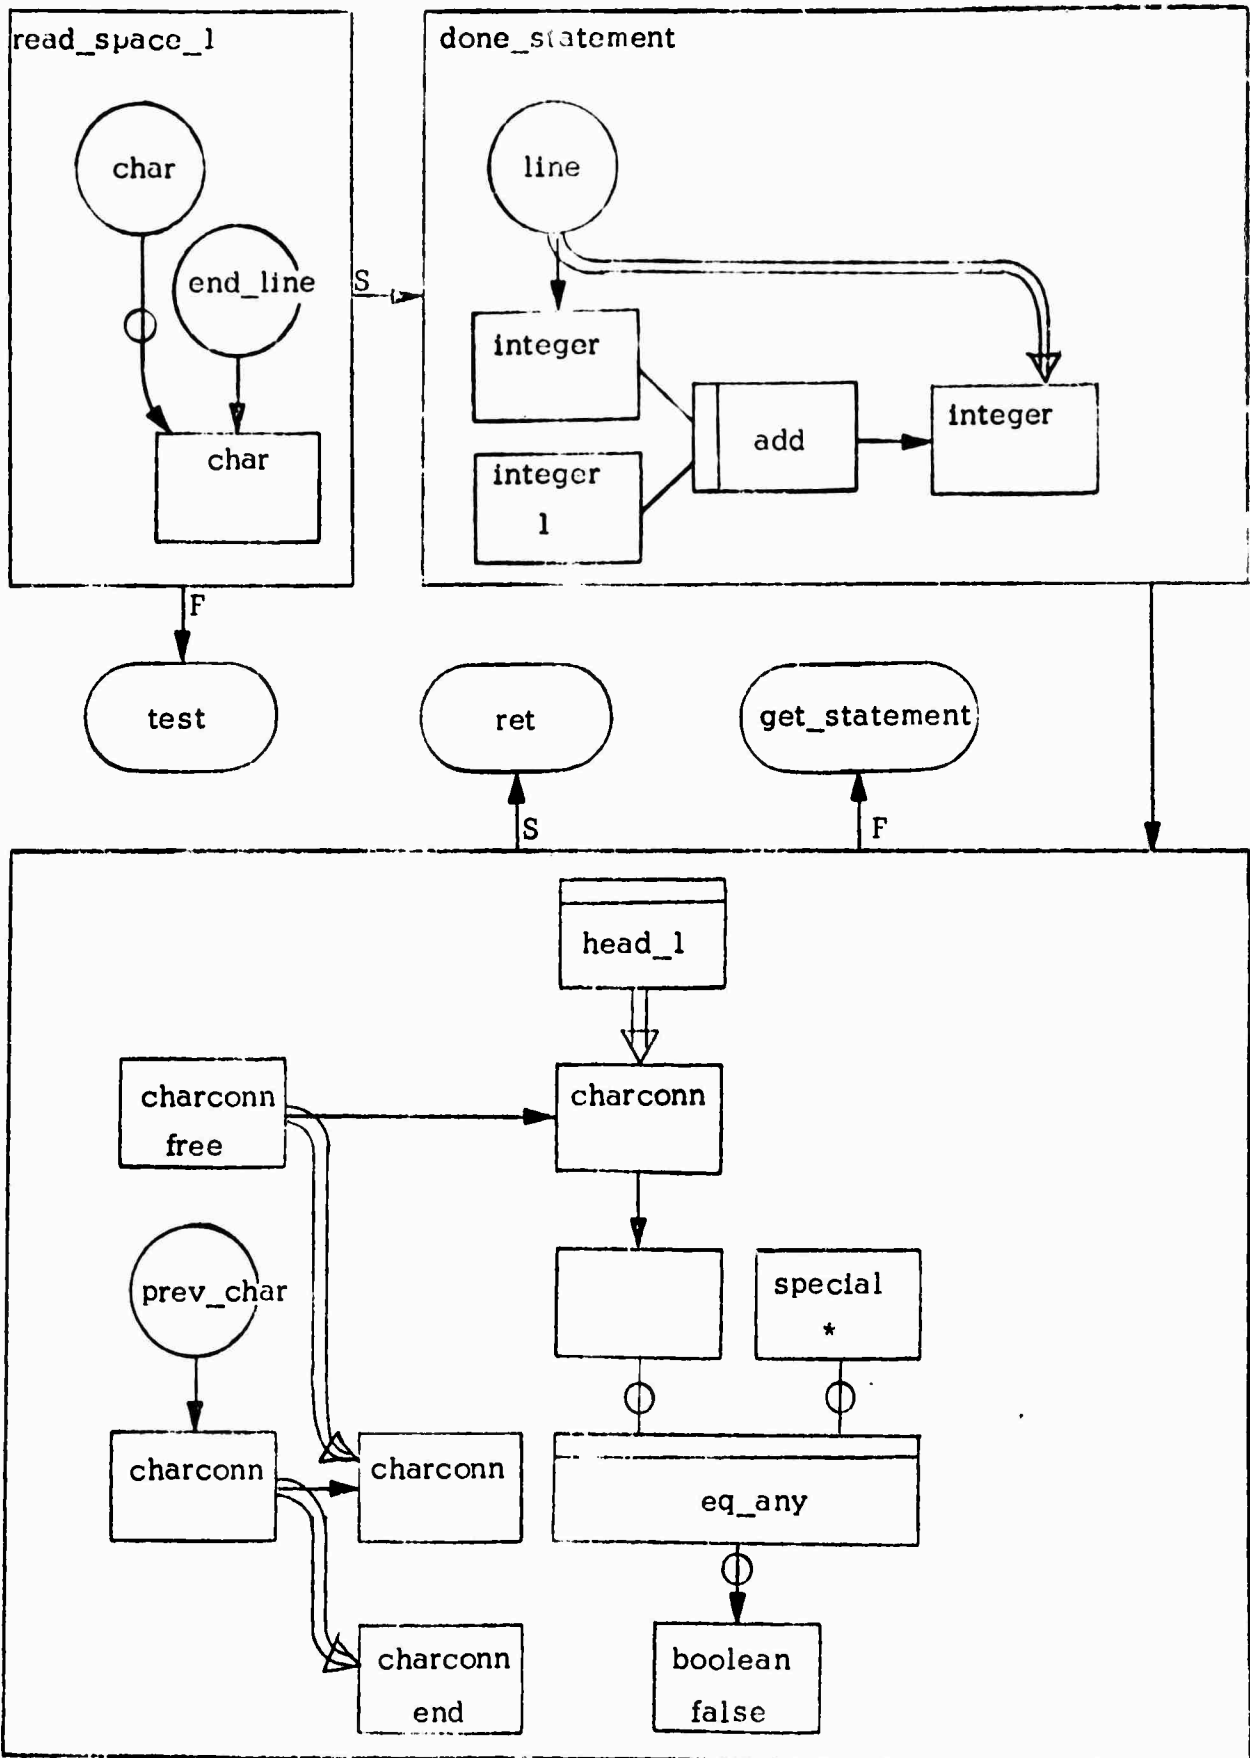 read_space_1
char
end_line
char
S
F
done_statement
line
integer
integer
1
add
integer
test
ret
get_statement
S
F
head_1
charconn
free
charconn
prev_char
special
*
charconn
charconn
eq_any
charconn
end
boolean
false